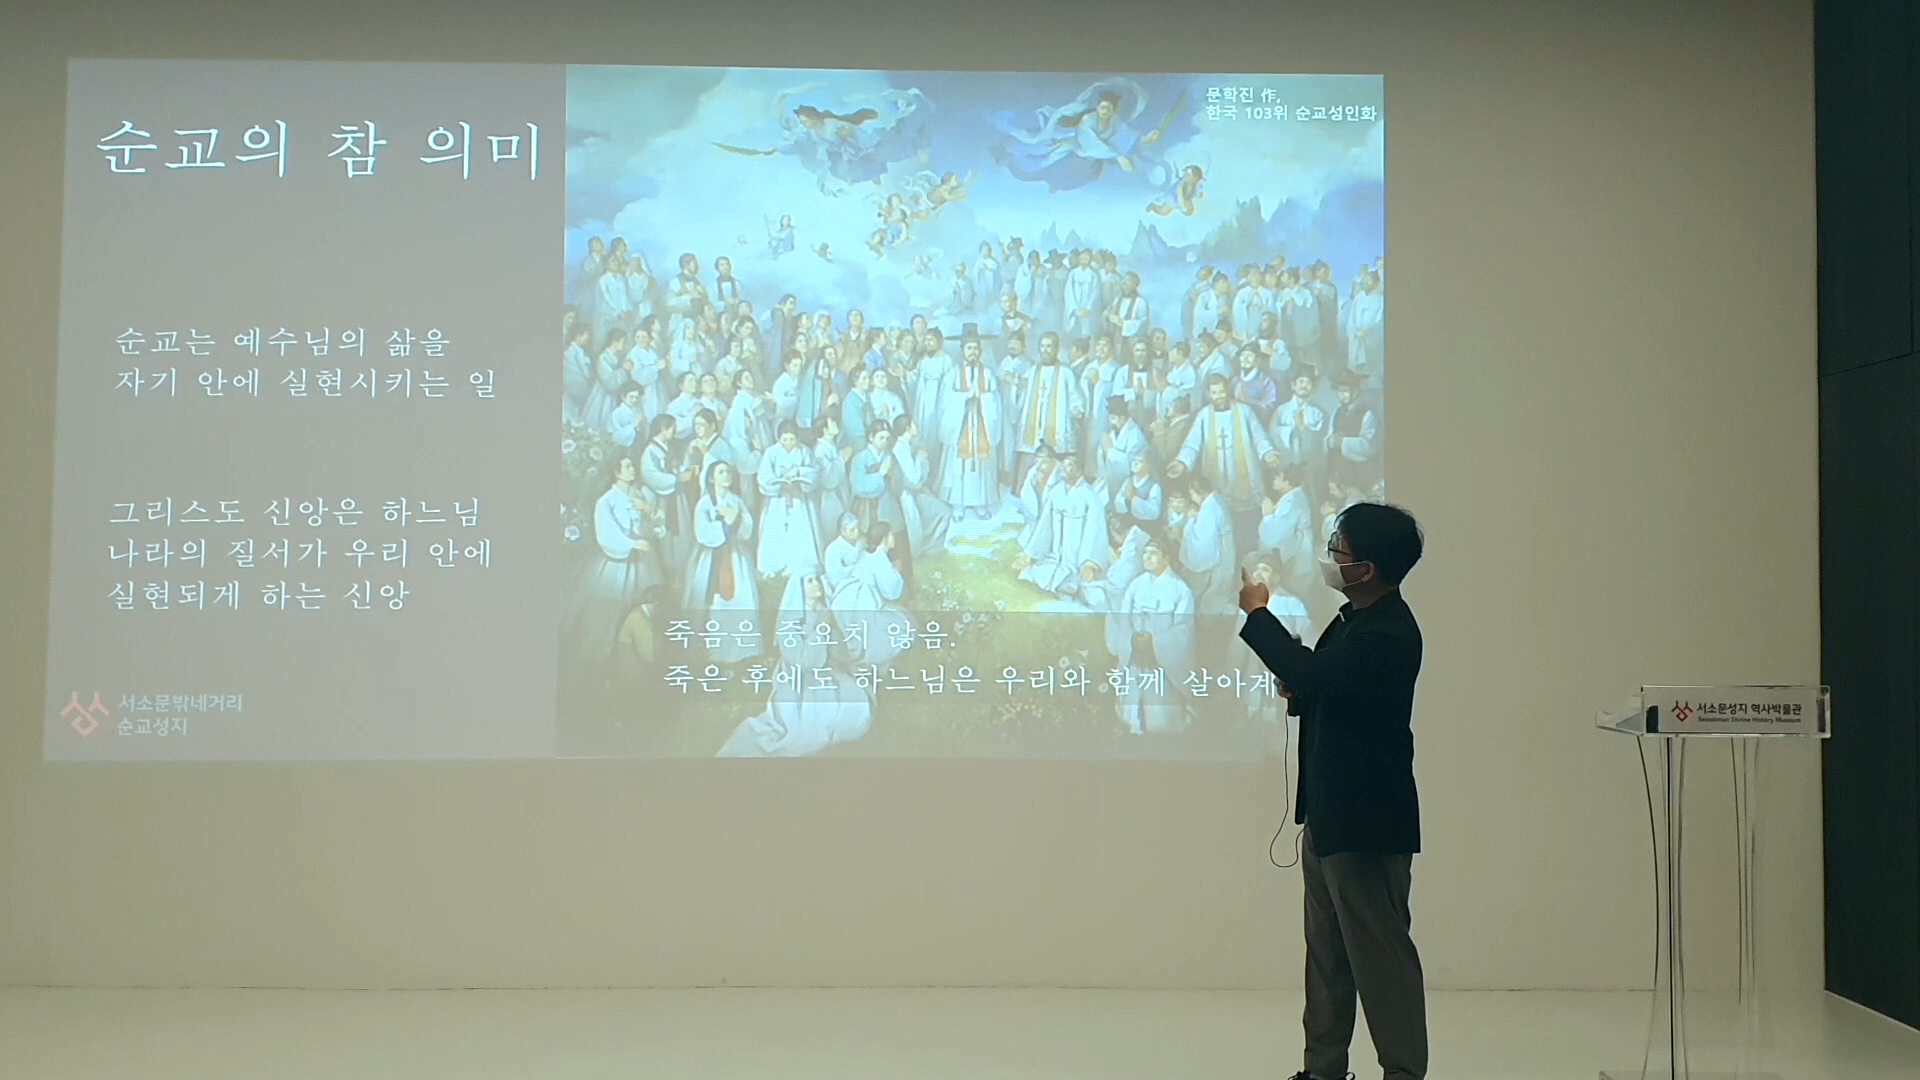 순교의 참 의미
문학진 作,
한국 103위 순교성인화
순교는 예수님의 삶을
자기 안에 실현시키는 일
그리스도 신앙은 하느님
나라의 질서가 우리 안에
실현되게 하는 신앙
죽음은 중요치 않음.
죽은 후에도 하느님은 우리와 함께 살아계
서소문밖네거리
순교성지
서소문성지 역사박물관
Seosomun Shrine History Museum